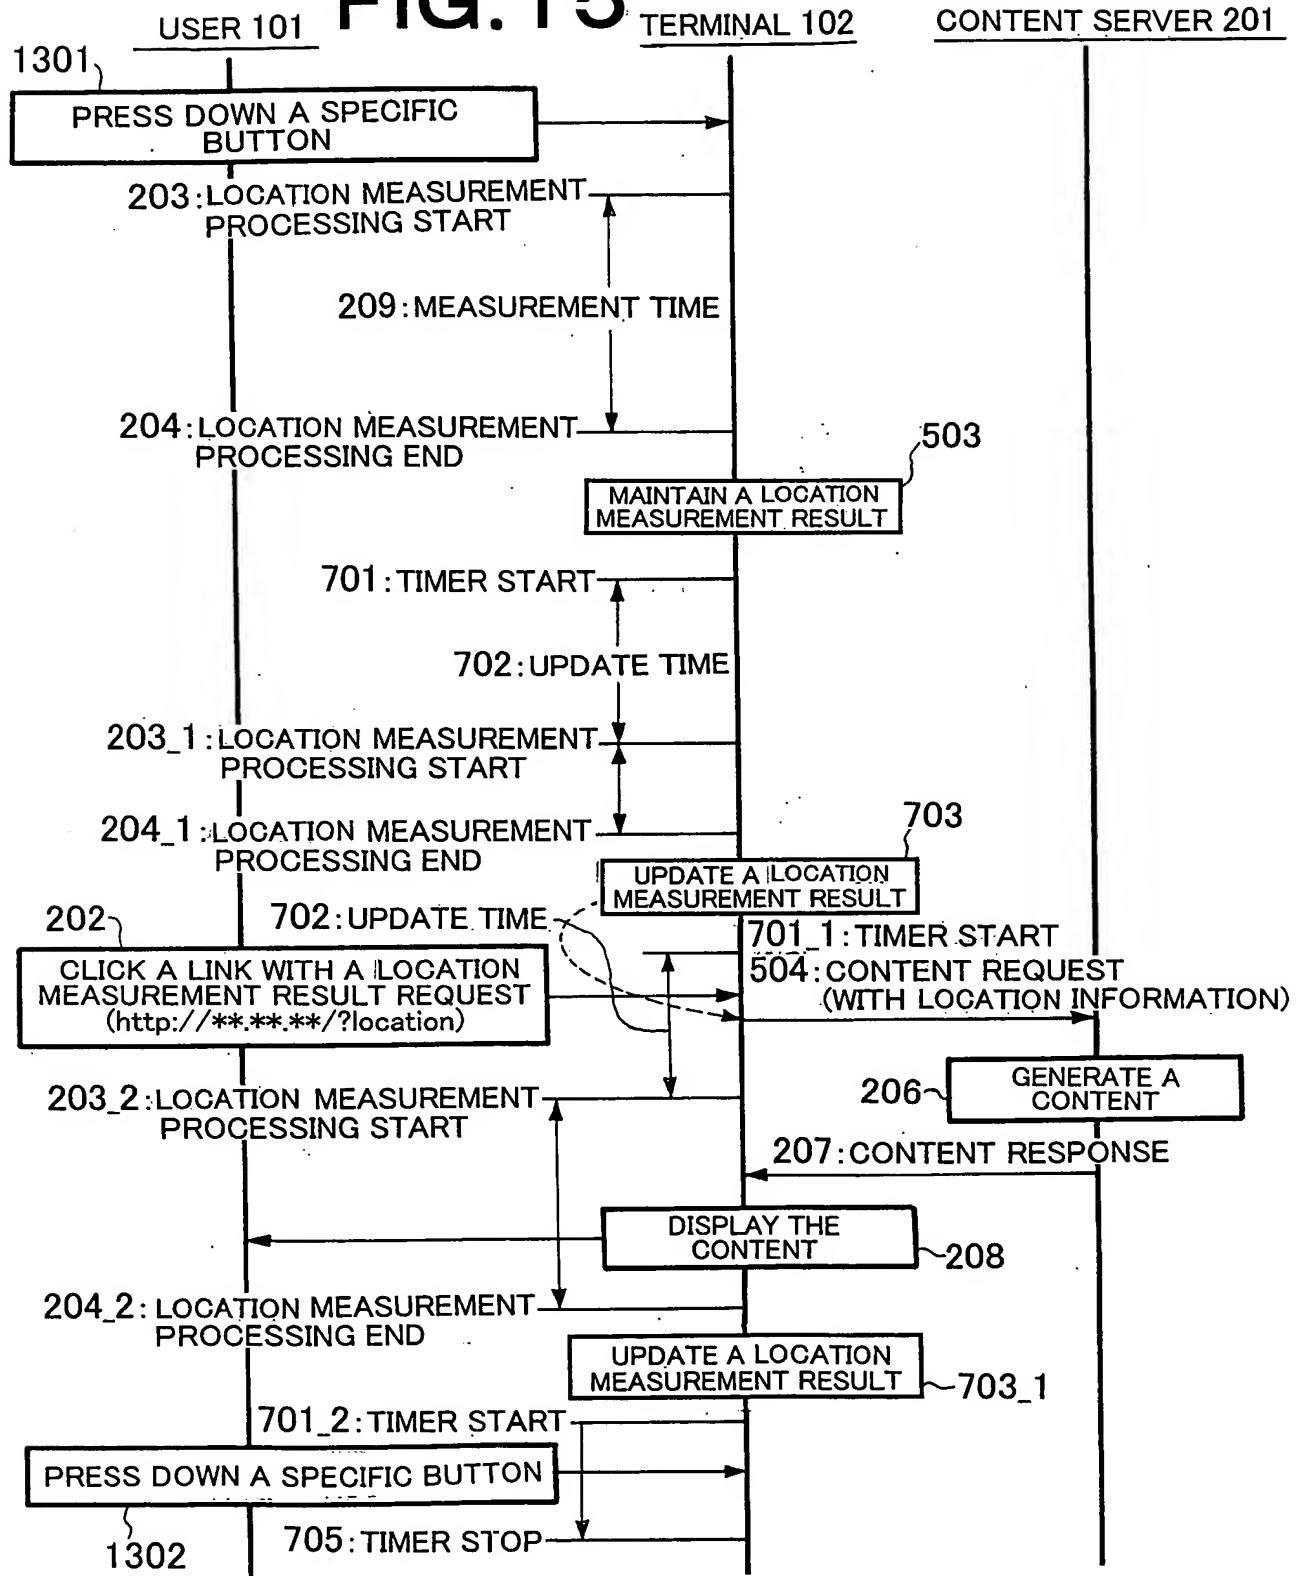 FIG. 15
USER 101
TERMINAL 102
CONTENT SERVER 201
1301
PRESS DOWN A SPECIFIC
BUTTON
203:LOCATION MEASUREMENT
PROCESSING START
209:MEASUREMENT TIME
204:LOCATION MEASUREMENT
PROCESSING END
503
MAINTAIN A LOCATION
MEASUREMENT RESULT
701:TIMER START
702:UPDATE TIME
203_1:LOCATION MEASUREMENT
PROCESSING START
204_1:LOCATION MEASUREMENT
PROCESSING END
703
UPDATE A LOCATION
MEASUREMENT RESULT
702:UPDATE TIME
202
701_1:TIMER START
CLICK A LINK WITH A LOCATION
MEASUREMENT RESULT REQUEST
(http://**.**.**/?location)
504:CONTENT REQUEST
(WITH LOCATION INFORMATION)
203_2:LOCATION MEASUREMENT
PROCESSING START
206
GENERATE A
CONTENT
207:CONTENT RESPONSE
DISPLAY THE
CONTENT
208
204_2:LOCATION MEASUREMENT
PROCESSING END
UPDATE A LOCATION
MEASUREMENT RESULT
703_1
701_2:TIMER START
PRESS DOWN A SPECIFIC BUTTON
705:TIMER STOP
1302